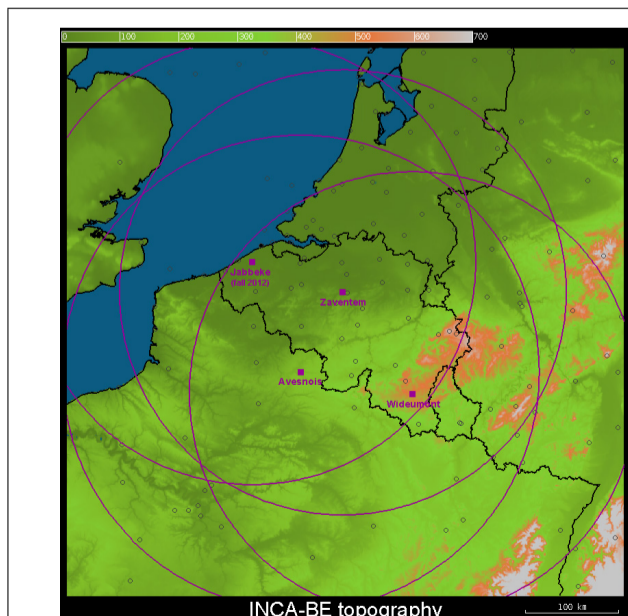 0 100 200 300 400 500 600 700
Jabbeke
(fall 2012)
Zaventem
Avesnois
Wideumont
INCA-BE topography
100 km